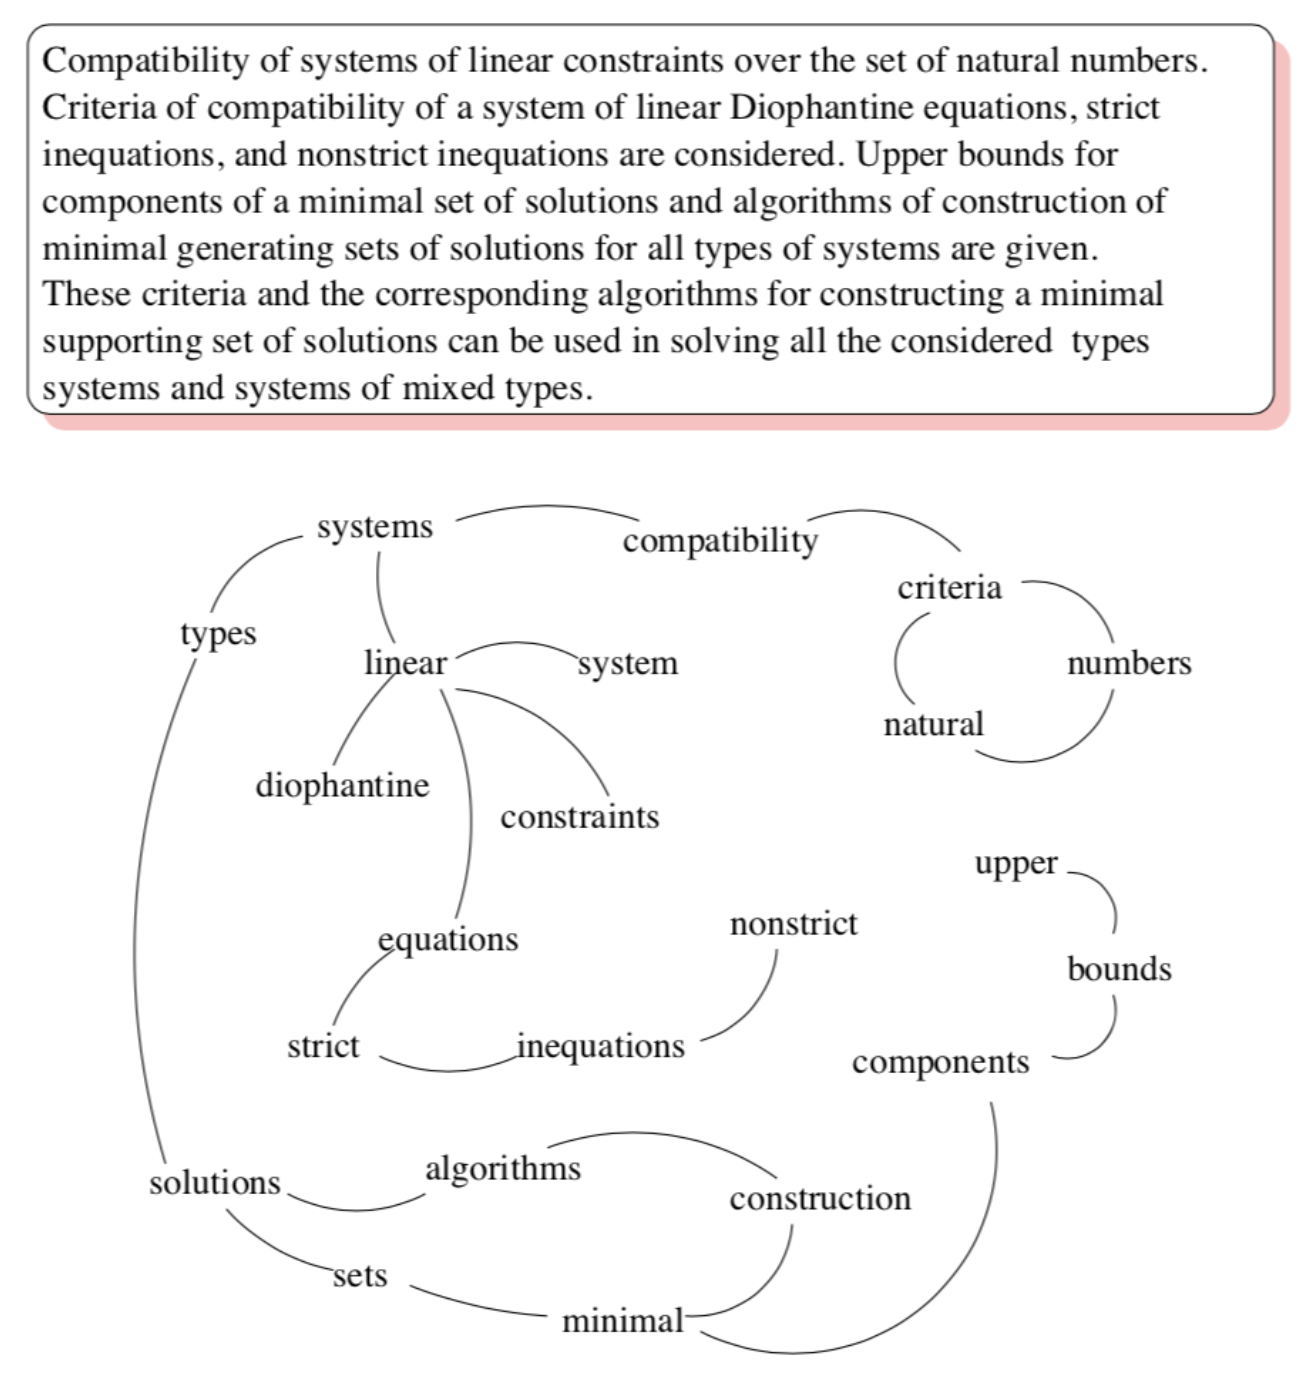 Compatibility of systems of linear constraints over the set of natural numbers.
Criteria of compatibility of a system of linear Diophantine equations, strict
inequations, and nonstrict inequations are considered. Upper bounds for
components of a minimal set of solutions and algorithms of construction of
minimal generating sets of solutions for all types of systems are given.
These criteria and the corresponding algorithms for constructing a minimal
supporting set of solutions can be used in solving all the considered types
systems and systems of mixed types.
systems
compatibility
criteria
types
linear
system
numbers
natural
diophantine
constraints
upper
nonstrict
equations
bounds
strict
inequations
components
algorithms
solutions
construction
sets
minimal